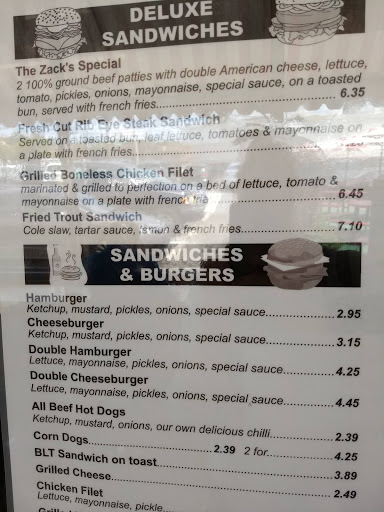 DELUXE
SANDWICHES
The Zack's Special
2 100% ground beef patties with double American cheese, lettuce,
tomato, pickles, onions, mayonnaise, special sauce, on a toasted
bun, served with french fries.......... 6.35
Fresh Cut Rib Eye Steak Sandwich
Served on a toasted bun, leaf lettuce, tomatoes & mayonnaise on
a plate with french fries
Grilled Boneless Chicken Filet
marinated & grilled to perfection on a bed of lettuce, tomato &
mayonnaise on a plate with french frie 6.45
Fried Trout Sandwich
Cole slaw, tartar sauce, lemon & french fries.......... 7.10
SANDWICHES
& BURGERS
Hamburger
Ketchup, mustard, pickles, onions, special sauce.......... 2.95
Cheeseburger
Ketchup, mustard, pickles, onions, special sauce.......... 3.15
Double Hamburger
Lettuce, mayonnaise, pickles, onions, special sauce.......... 4.25
Double Cheeseburger
Lettuce, mayonnaise, pickles, onions, special sauce.......... 4.45
All Beef Hot Dogs
Ketchup, mustard, onions, our own delicious chilli.......... 2.39
Corn Dogs.......... 2.39 2 for.......... 4.25
BLT Sandwich on toast.......... 3.89
Grilled Cheese.......... 2.49
Chicken Filet
Lettuce, mayonnaise, pickle